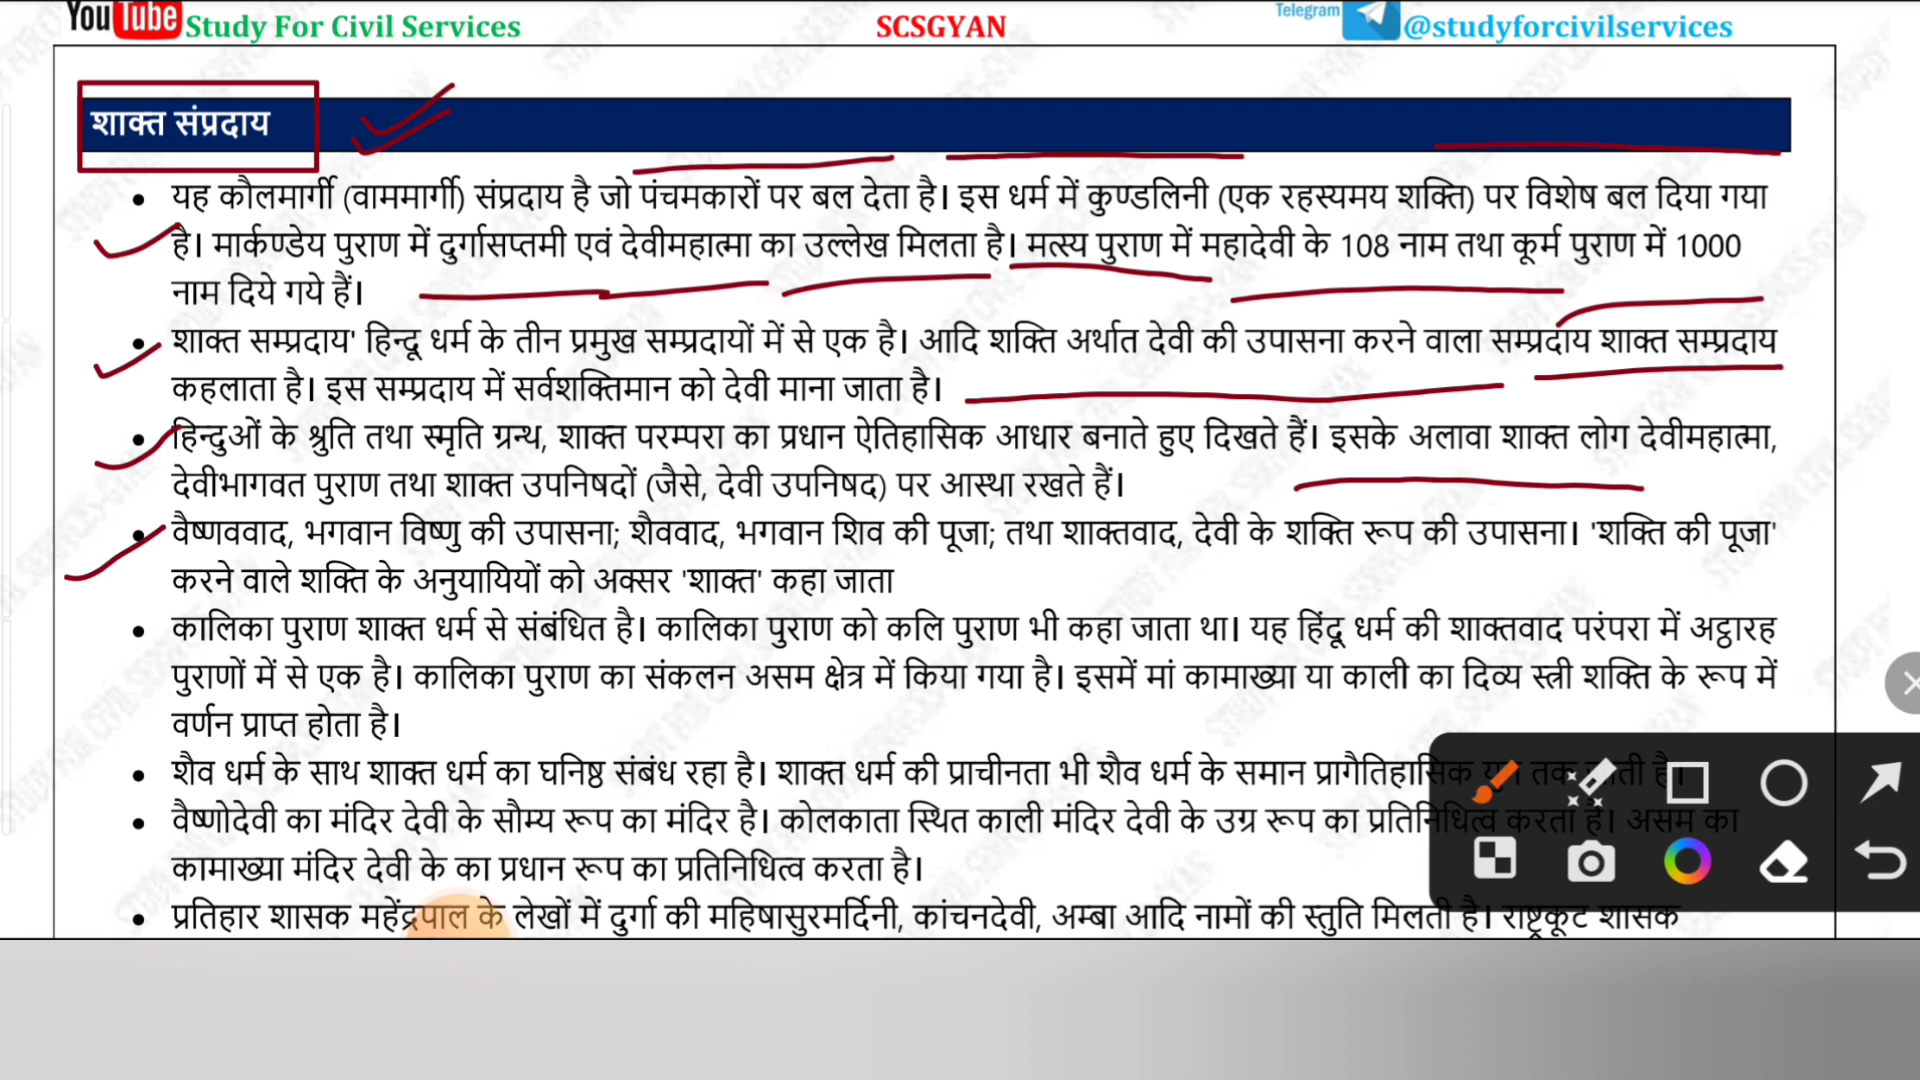 YouTube Study For Civil Services SCSGYAN Telegram @studyforcivilservices
शाक्त संप्रदाय
• यह कौलमार्गी (वाममार्गी) संप्रदाय है जो पंचमकारों पर बल देता है। इस धर्म में कुण्डलिनी (एक रहस्यमय शक्ति) पर विशेष बल दिया गया
है। मार्कण्डेय पुराण में दुर्गासप्तमी एवं देवीमहात्मा का उल्लेख मिलता है। मत्स्य पुराण में महादेवी के 108 नाम तथा कूर्म पुराण में 1000
नाम दिये गये हैं।
• शाक्त सम्प्रदाय' हिन्दू धर्म के तीन प्रमुख सम्प्रदायों में से एक है। आदि शक्ति अर्थात देवी की उपासना करने वाला सम्प्रदाय शाक्त सम्प्रदाय
कहलाता है। इस सम्प्रदाय में सर्वशक्तिमान को देवी माना जाता है।
• हिन्दुओं के श्रुति तथा स्मृति ग्रन्थ, शाक्त परम्परा का प्रधान ऐतिहासिक आधार बनाते हुए दिखते हैं। इसके अलावा शाक्त लोग देवीमहात्मा,
देवीभागवत पुराण तथा शाक्त उपनिषदों (जैसे, देवी उपनिषद) पर आस्था रखते हैं।
• वैष्णववाद, भगवान विष्णु की उपासना; शैववाद, भगवान शिव की पूजा; तथा शाक्तवाद, देवी के शक्ति रूप की उपासना। 'शक्ति की पूजा'
करने वाले शक्ति के अनुयायियों को अक्सर 'शाक्त' कहा जाता
• कालिका पुराण शाक्त धर्म से संबंधित है। कालिका पुराण को कलि पुराण भी कहा जाता था। यह हिंदू धर्म की शाक्तवाद परंपरा में अट्ठारह
पुराणों में से एक है। कालिका पुराण का संकलन असम क्षेत्र में किया गया है। इसमें मां कामाख्या या काली का दिव्य स्त्री शक्ति के रूप में
वर्णन प्राप्त होता है।
• शैव धर्म के साथ शाक्त धर्म का घनिष्ठ संबंध रहा है। शाक्त धर्म की प्राचीनता भी शैव धर्म के समान प्रागैतिहासिक युग तक जाती है।
• वैष्णोदेवी का मंदिर देवी के सौम्य रूप का मंदिर है। कोलकाता स्थित काली मंदिर देवी के उग्र रूप का प्रतिनिधित्व करता है। असम का
कामाख्या मंदिर देवी के का प्रधान रूप का प्रतिनिधित्व करता है।
• प्रतिहार शासक महेंद्रपाल के लेखों में दुर्गा की महिषासुरमर्दिनी, कांचनदेवी, अम्बा आदि नामों की स्तुति मिलती है। राष्ट्रकूट शासक